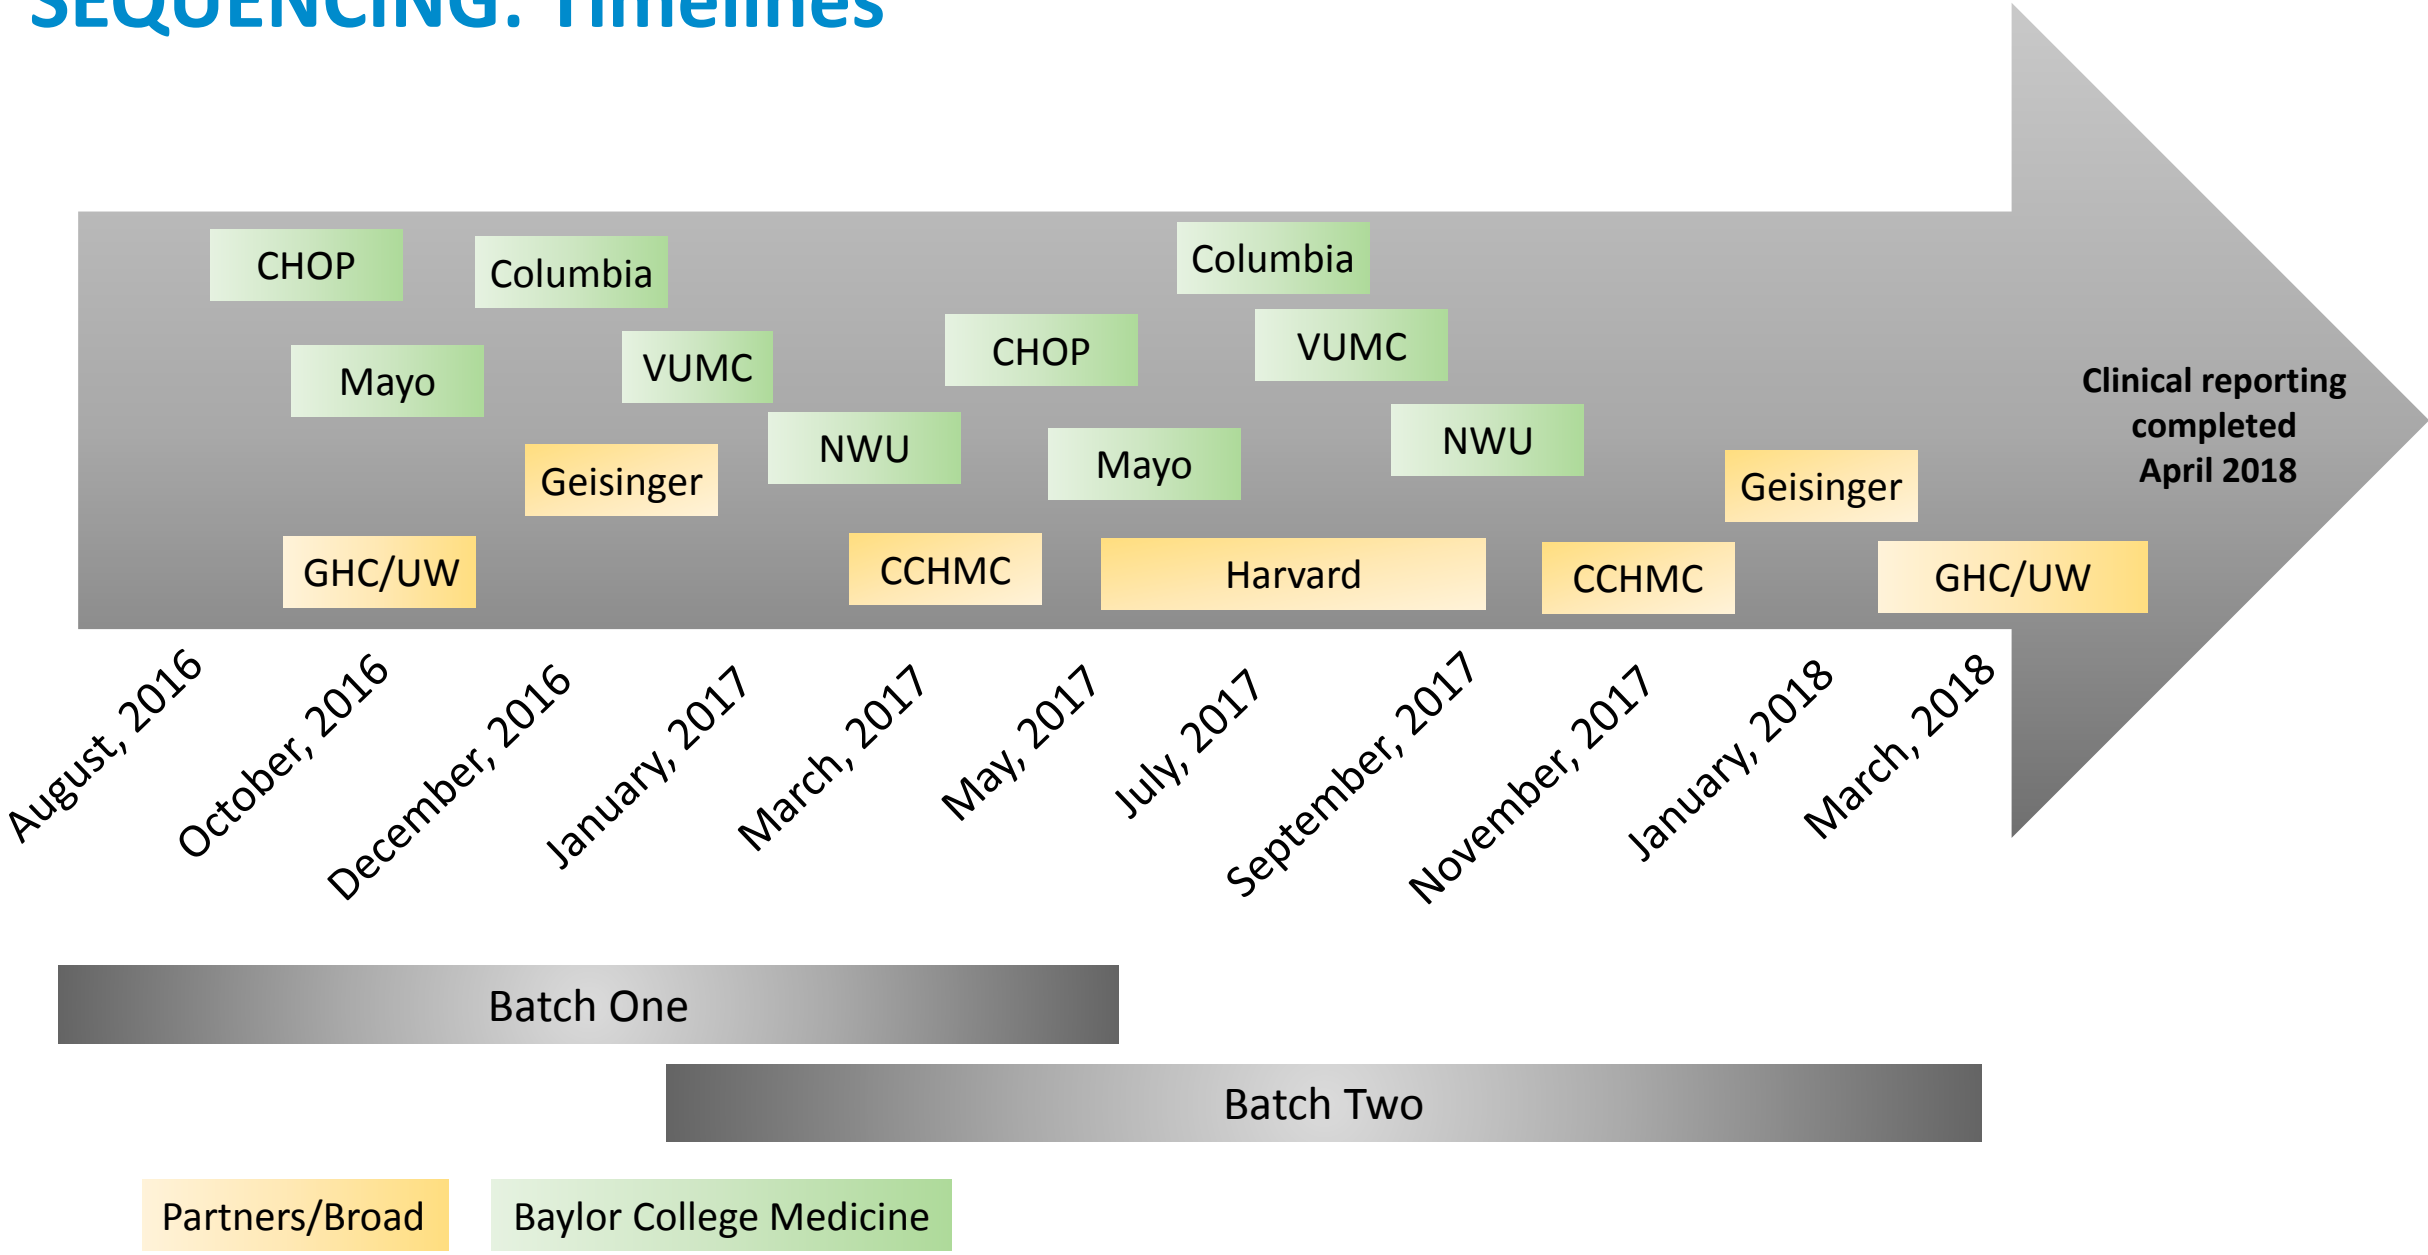 SEQUENCING: Timelines
CHOP
Columbia
Columbia
Mayo
VUMC
CHOP
VUMC
NWU
Mayo
NWU
Geisinger
Geisinger
GHC/UW
CCHMC
Harvard
CCHMC
GHC/UW
Clinical reporting
completed
April 2018
August, 2016
October, 2016
December, 2016
January, 2017
March, 2017
May, 2017
July, 2017
September, 2017
November, 2017
January, 2018
March, 2018
Batch One
Batch Two
Partners/Broad
Baylor College Medicine